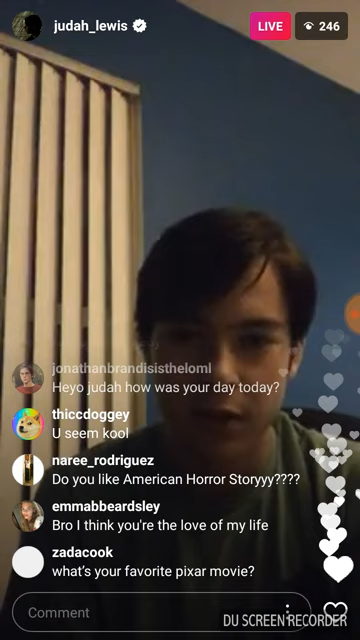 judah_lewis
LIVE
246
jonathanbrandisistheloml
Heyo judah how was your day today?
thiccdoggey
U seem kool
naree_rodriguez
Do you like American Horror Storyyy????
emmabbeardsley
Bro I think you're the love of my life
zadacook
what's your favorite pixar movie?
Comment
DU SCREEN RECORDER